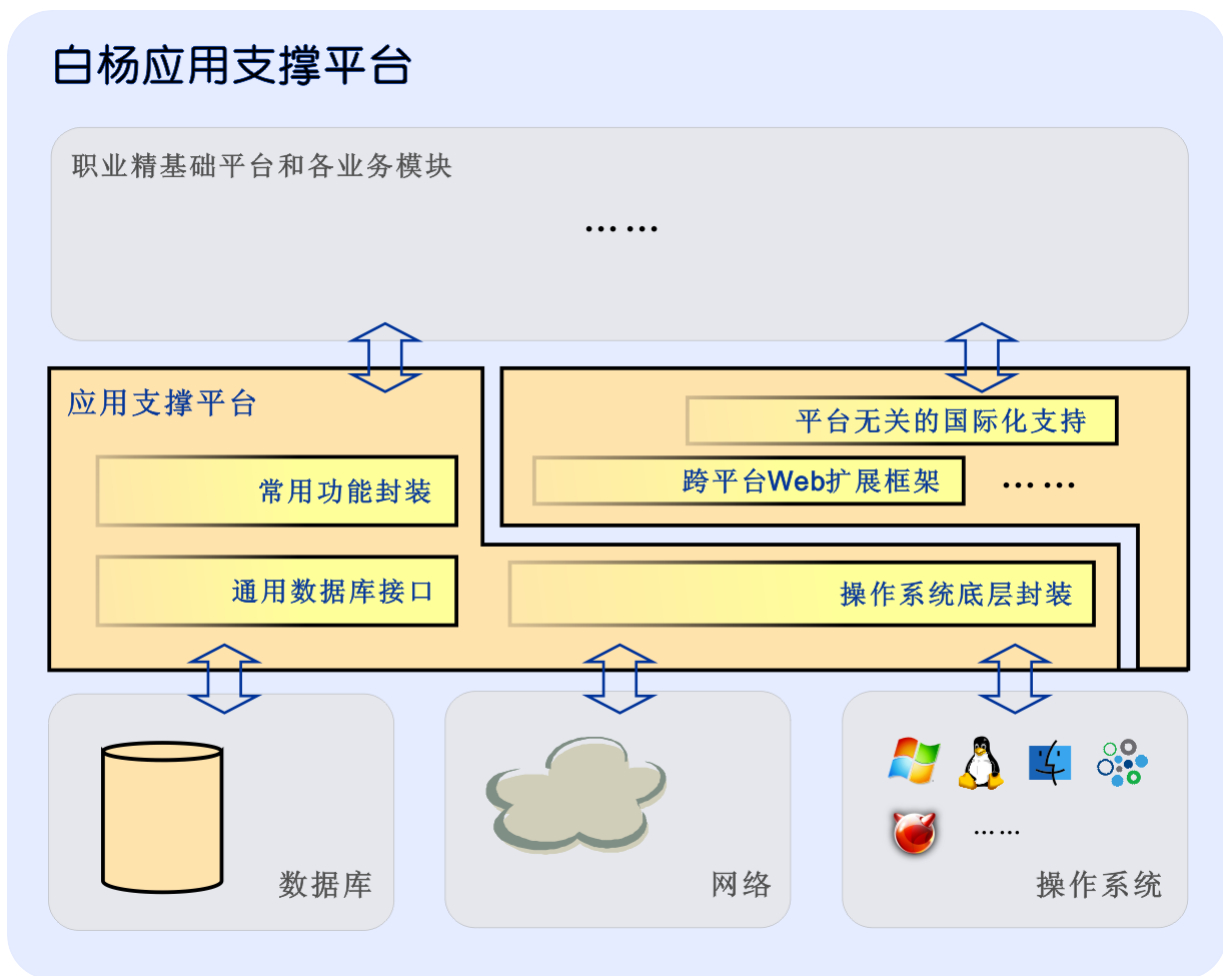 白杨应用支撑平台
职业精基础平台和各业务模块
……
应用支撑平台
平台无关的国际化支持
跨平台Web扩展框架
……
常用功能封装
通用数据库接口
操作系统底层封装
……
数据库
网络
操作系统